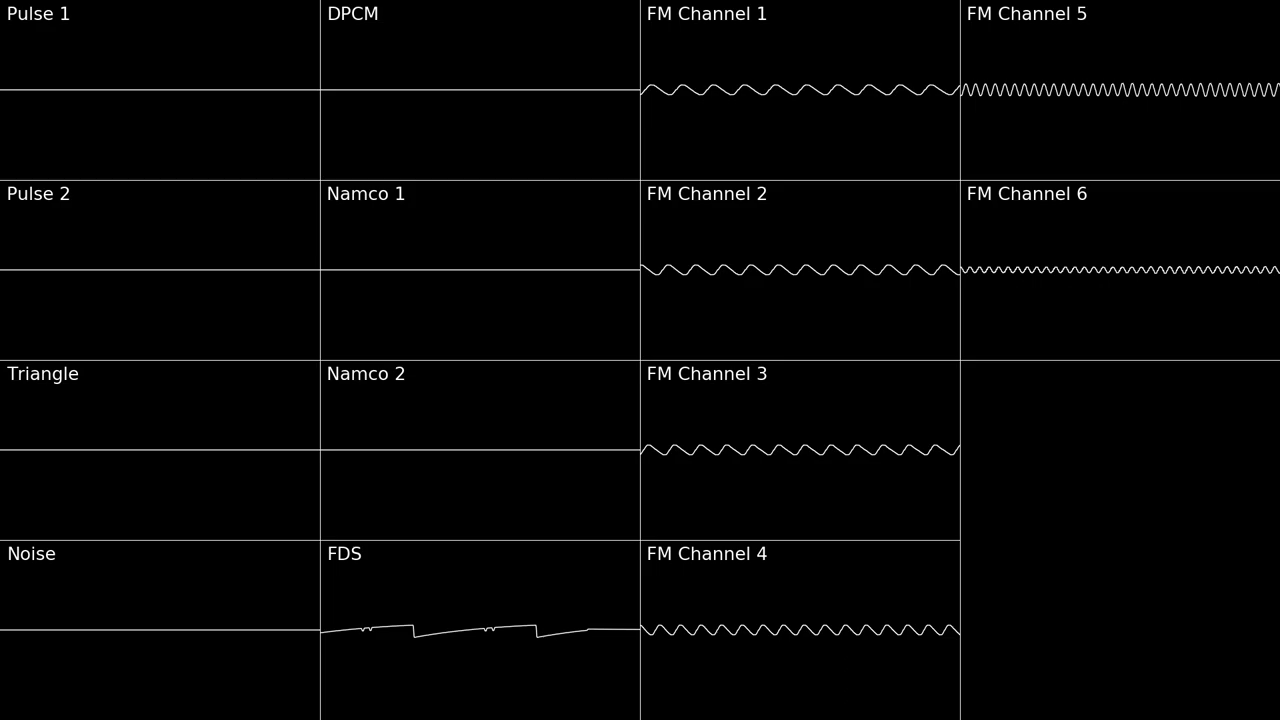 Pulse 1
DPCM
FM Channel 1
FM Channel 5
Pulse 2
Namco 1
FM Channel 2
FM Channel 6
Triangle
Namco 2
FM Channel 3
Noise
FDS
FM Channel 4